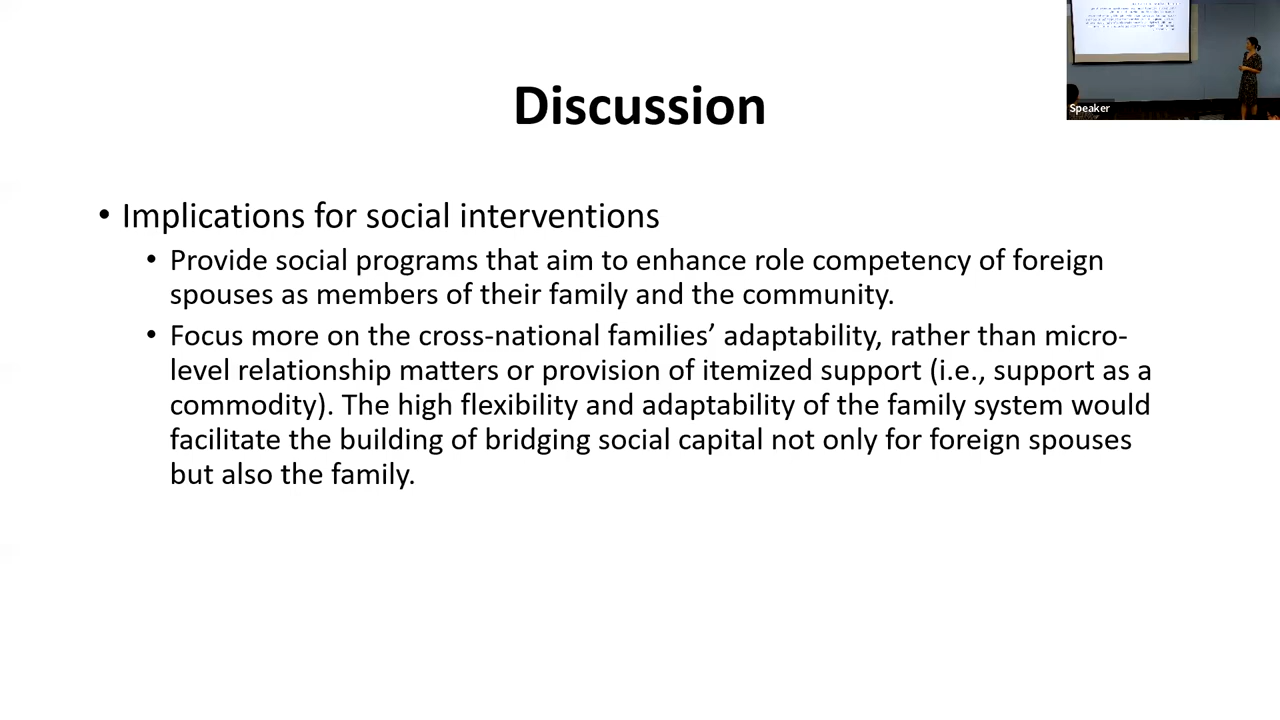 Discussion
• Implications for social interventions
• Provide social programs that aim to enhance role competency of foreign
spouses as members of their family and the community.
• Focus more on the cross-national families’ adaptability, rather than micro-
level relationship matters or provision of itemized support (i.e., support as a
commodity). The high flexibility and adaptability of the family system would
facilitate the building of bridging social capital not only for foreign spouses
but also the family.
Speaker